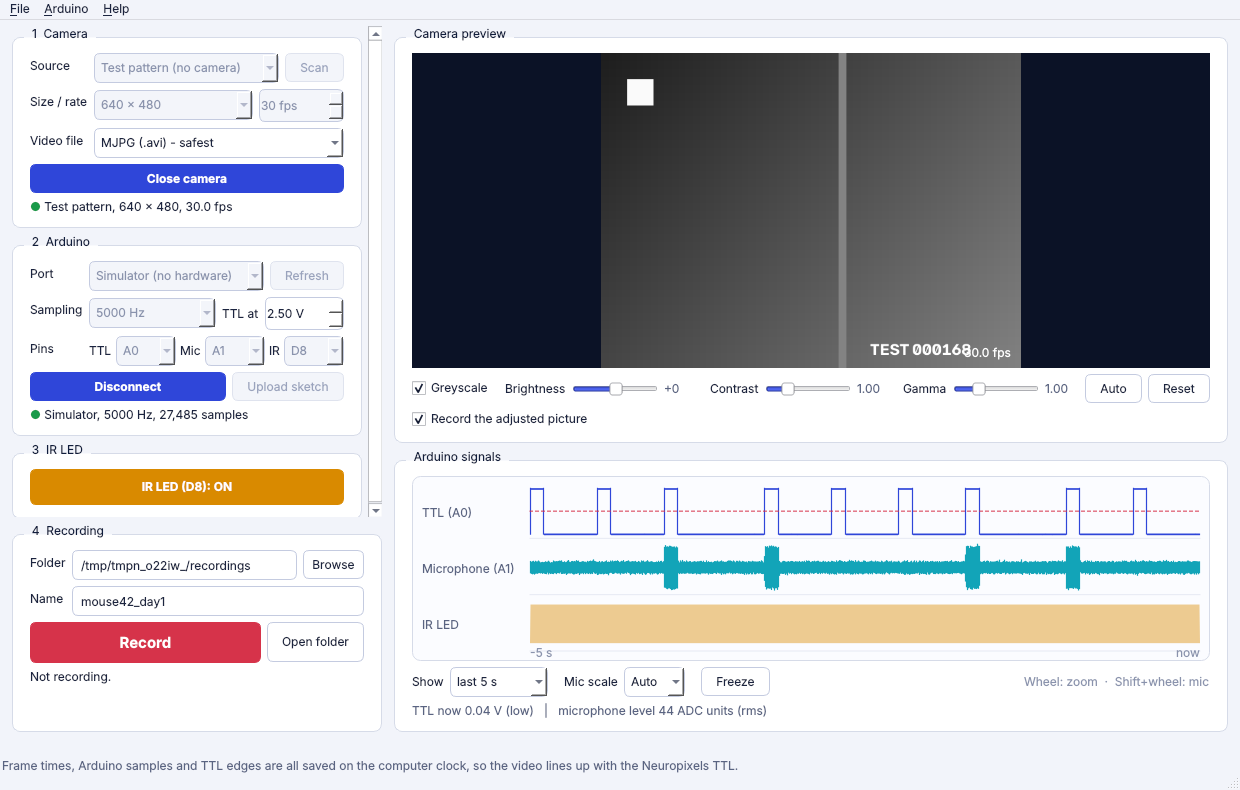 File Arduino Help
1 Camera
Source Test pattern (no camera) Scan
Size / rate 640 × 480 30 fps
Video file MJPG (.avi) - safest
Close camera
Test pattern, 640 × 480, 30.0 fps
2 Arduino
Port Simulator (no hardware) Refresh
Sampling 5000 Hz TTL at 2.50 V
Pins TTL A0 Mic A1 IR D8
Disconnect Upload sketch
Simulator, 5000 Hz, 27,485 samples
3 IR LED
IR LED (D8): ON
4 Recording
Folder /tmp/tmpn_o22iw_/recordings Browse
Name mouse42_day1
Record Open folder
Not recording.
Camera preview
TEST 000168 30.0 fps
Greyscale Brightness +0 Contrast 1.00 Gamma 1.00 Auto Reset
Record the adjusted picture
Arduino signals
TTL (A0)
Microphone (A1)
IR LED
-5 s now
Show last 5 s Mic scale Auto Freeze Wheel: zoom · Shift+wheel: mic
TTL now 0.04 V (low) | microphone level 44 ADC units (rms)
Frame times, Arduino samples and TTL edges are all saved on the computer clock, so the video lines up with the Neuropixels TTL.